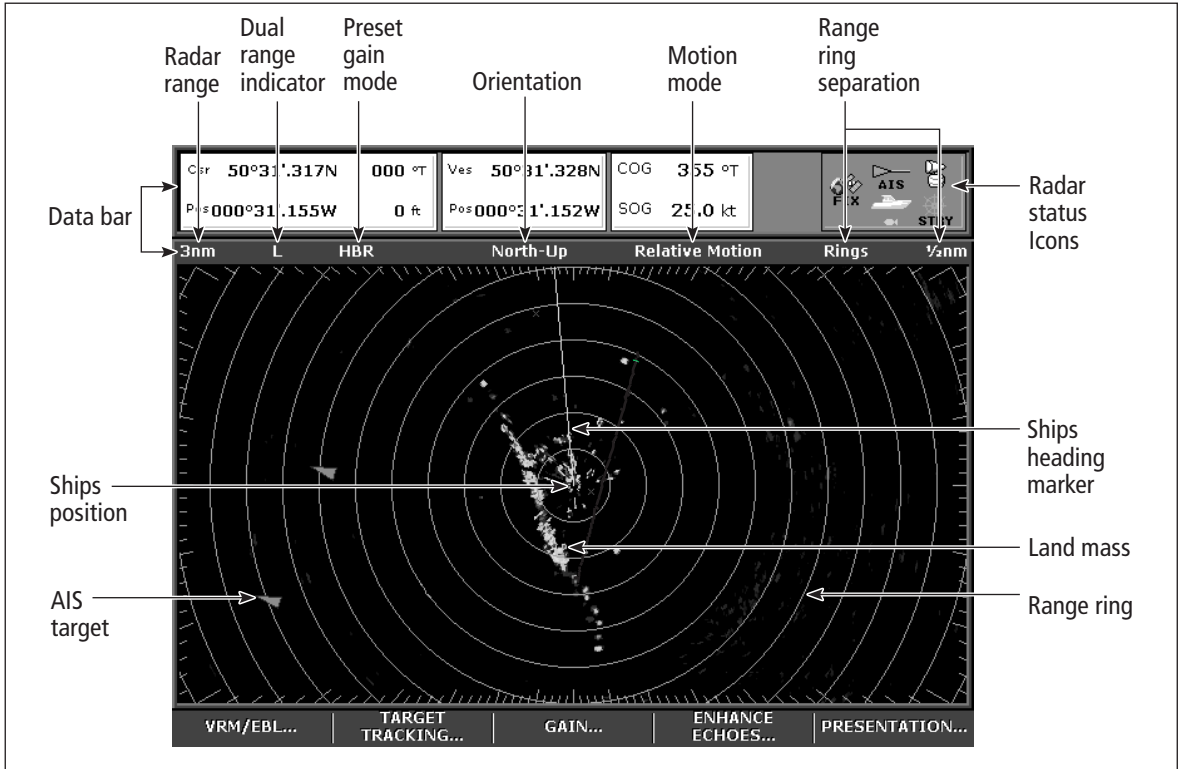 Radar
range
Dual
range
indicator
Preset
gain
mode
Orientation
Motion
mode
Range
ring
separation
Data bar
Csr 50°31'.317N 000 °T
Pos 000°31'.155W 0 ft
Ves 50°31'.328N
Pos 000°31'.152W
COG 355 °T
SOG 25.0 kt
FIX
AIS
STBY
Radar
status
Icons
3nm L HBR North-Up Relative Motion Rings ½nm
Ships
heading
marker
Ships
position
Land mass
AIS
target
Range ring
VRM/EBL...
TARGET
TRACKING...
GAIN...
ENHANCE
ECHOES...
PRESENTATION...